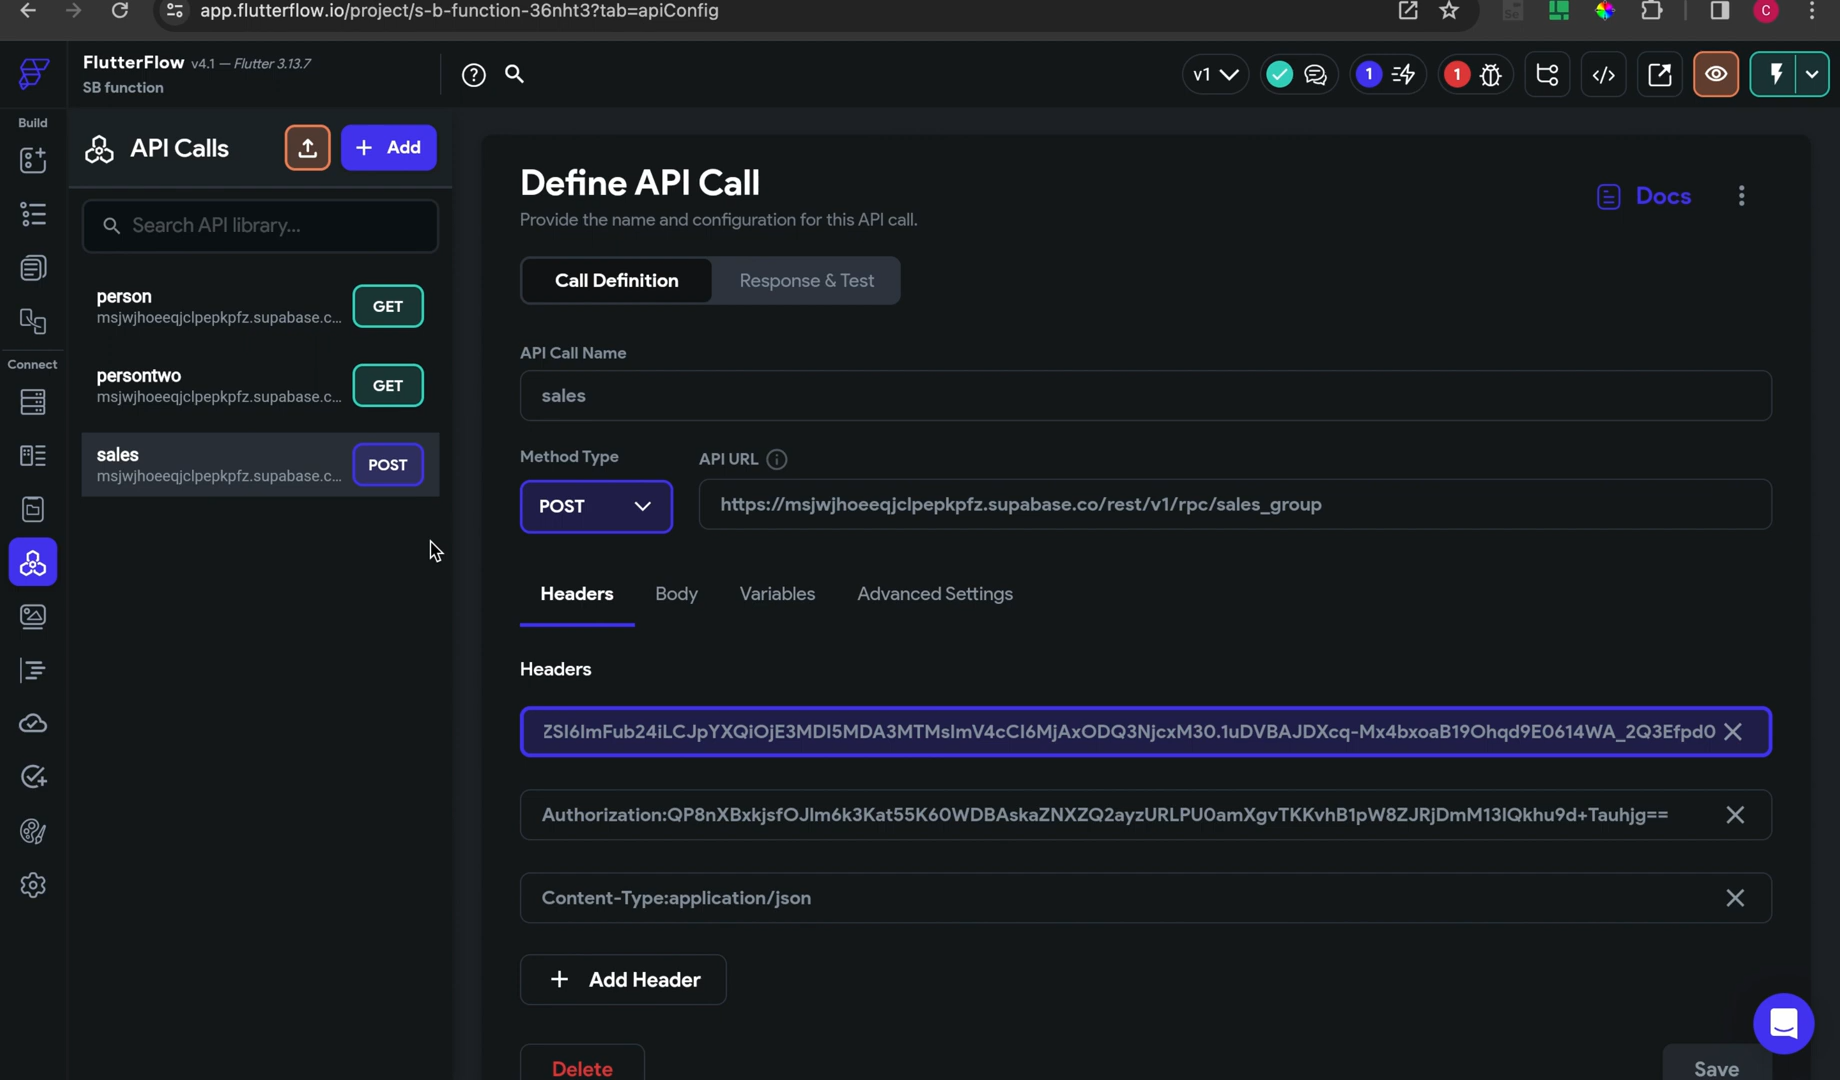 app.flutterflow.io/project/s-b-function-36nht3?tab=apiConfig
C
FlutterFlow v4.1 — Flutter 3.13.7
SB function
v1
1
1
Build
API Calls
+ Add
Search API library...
person
msjwjhoeeqjclpepkpfz.supabase.c...
GET
persontwo
msjwjhoeeqjclpepkpfz.supabase.c...
GET
sales
msjwjhoeeqjclpepkpfz.supabase.c...
POST
Connect
Define API Call
Provide the name and configuration for this API call.
Docs
Call Definition
Response & Test
API Call Name
sales
Method Type
API URL
POST
https://msjwjhoeeqjclpepkpfz.supabase.co/rest/v1/rpc/sales_group
Headers
Body
Variables
Advanced Settings
Headers
ZSI6ImFub24iLCJpYXQiOjE3MDI5MDA3MTMsImV4cCI6MjAxODQ3NjcxM30.1uDVBAJDXcq-Mx4bxoaB19Ohqd9E0614WA_2Q3Efpd0
Authorization:QP8nXBxkjsfOJIm6k3Kat55K60WDBAskaZNXZQ2ayzURLPU0amXgvTKKvhB1pW8ZJRjDmM13IQkhu9d+Tauhjg==
Content-Type:application/json
+ Add Header
Delete
Save